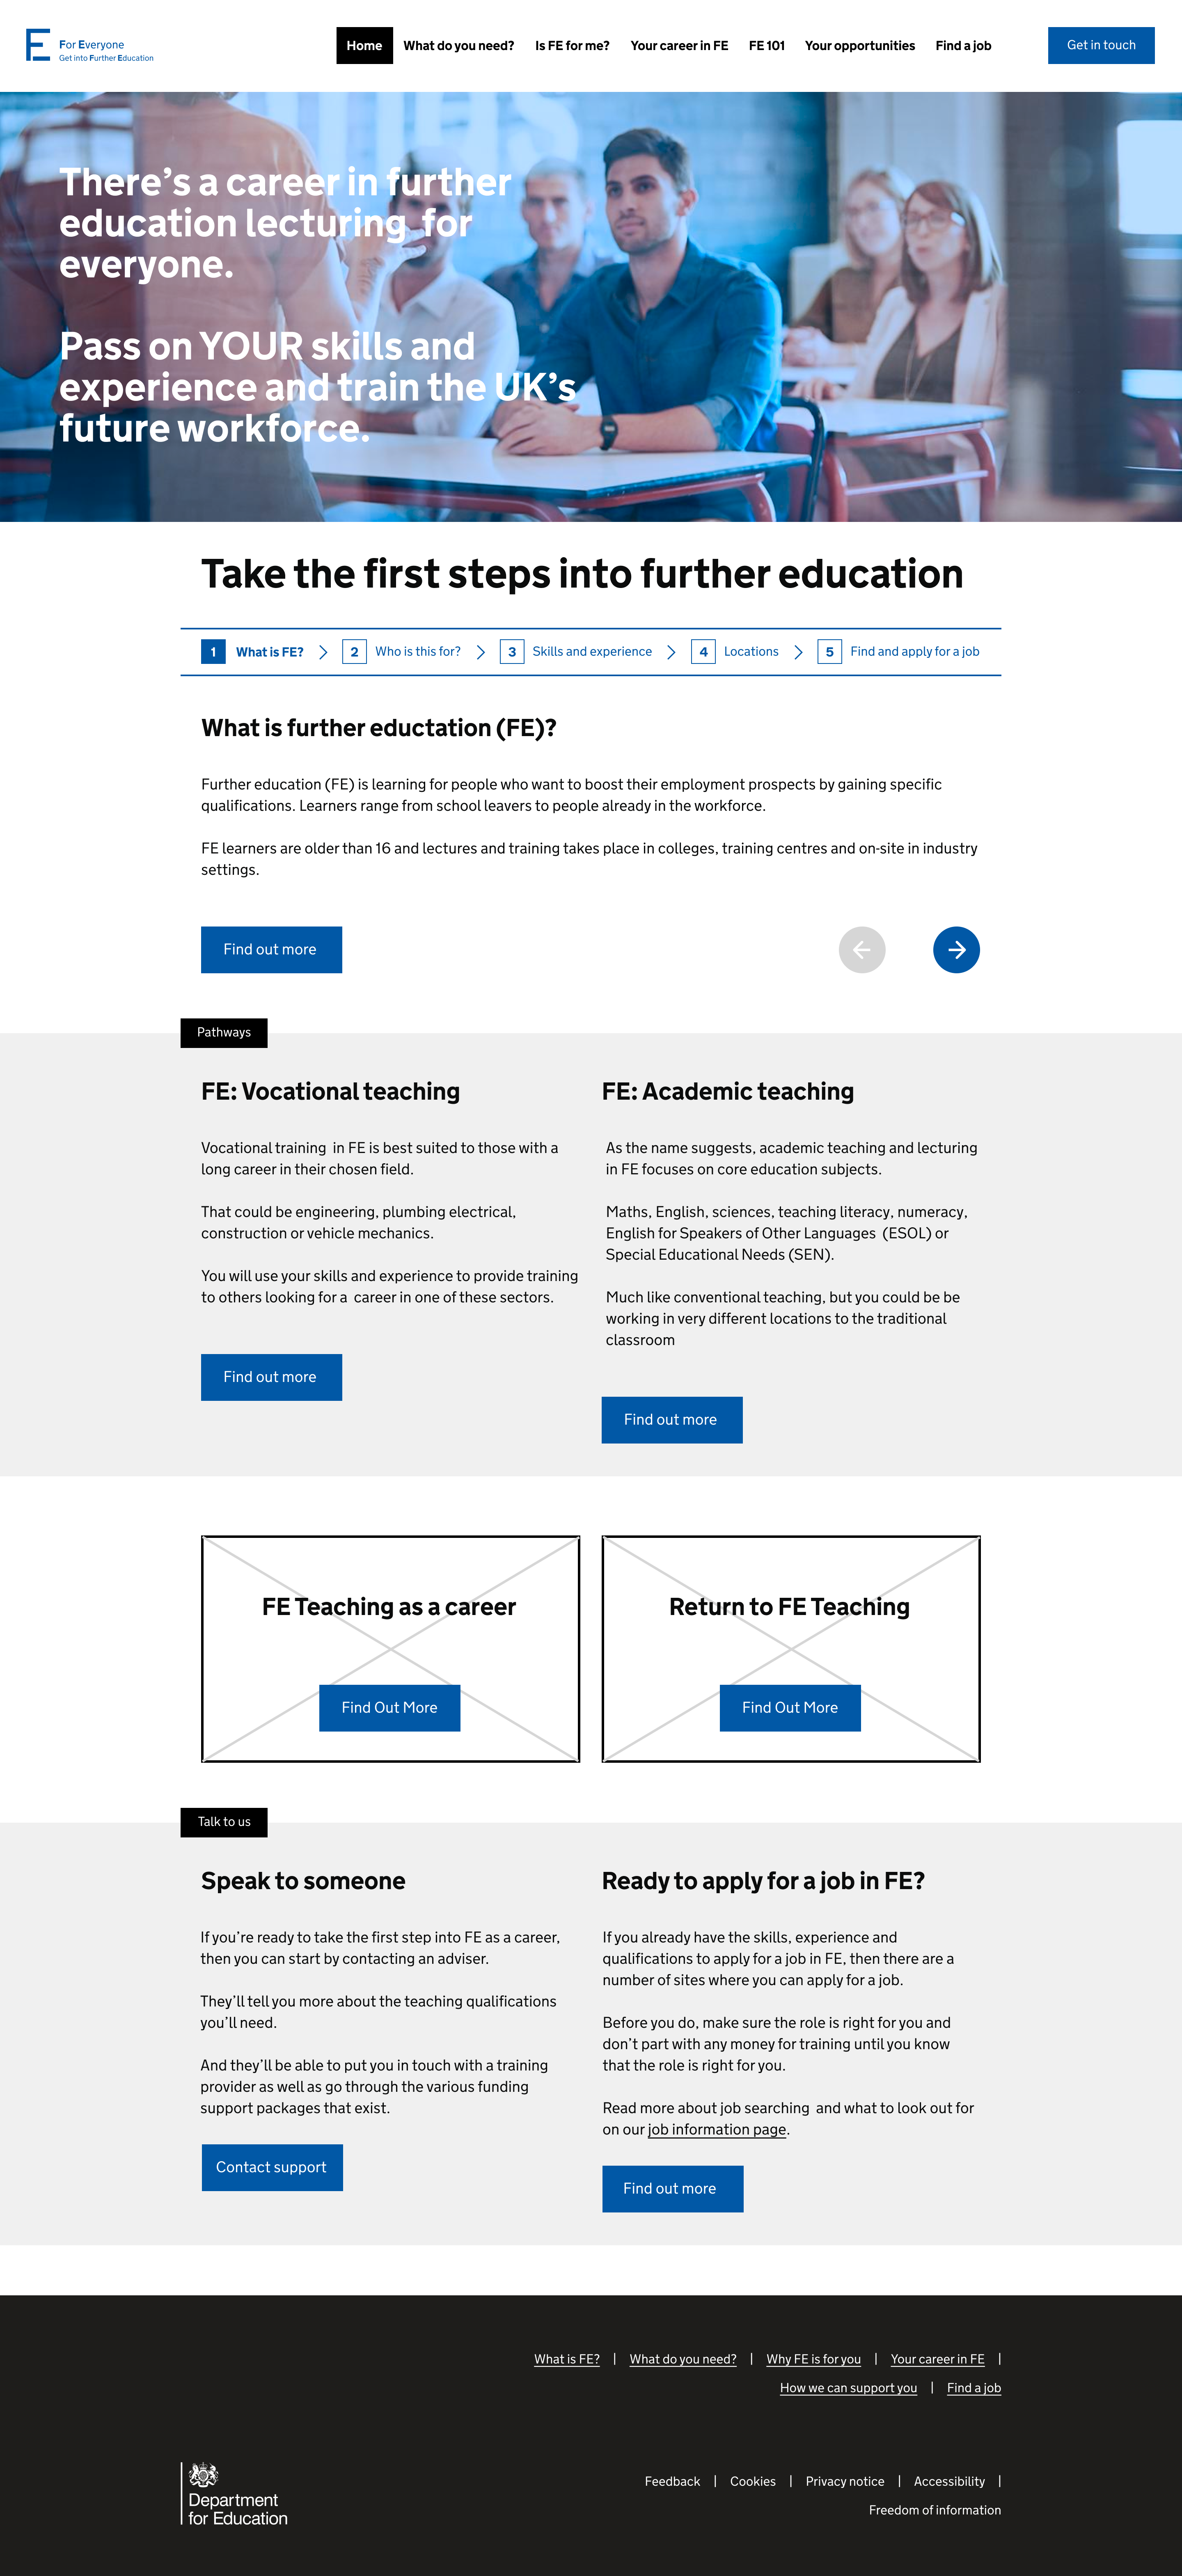 E
For Everyone
Get into Further Education
Home What do you need? Is FE for me? Your career in FE FE 101 Your opportunities Find a job
Get in touch
There's a career in further
education lecturing for
everyone.
Pass on YOUR skills and
experience and train the UK's
future workforce.
Take the first steps into further education
1 What is FE? 2 Who is this for? 3 Skills and experience 4 Locations 5 Find and apply for a job
What is further eductation (FE)?
Further education (FE) is learning for people who want to boost their employment prospects by gaining specific
qualifications. Learners range from school leavers to people already in the workforce.
FE learners are older than 16 and lectures and training takes place in colleges, training centres and on-site in industry
settings.
Find out more
Pathways
FE: Vocational teaching
Vocational training in FE is best suited to those with a
long career in their chosen field.
That could be engineering, plumbing electrical,
construction or vehicle mechanics.
You will use your skills and experience to provide training
to others looking for a career in one of these sectors.
Find out more
FE: Academic teaching
As the name suggests, academic teaching and lecturing
in FE focuses on core education subjects.
Maths, English, sciences, teaching literacy, numeracy,
English for Speakers of Other Languages (ESOL) or
Special Educational Needs (SEN).
Much like conventional teaching, but you could be be
working in very different locations to the traditional
classroom
Find out more
FE Teaching as a career
Find Out More
Return to FE Teaching
Find Out More
Talk to us
Speak to someone
If you're ready to take the first step into FE as a career,
then you can start by contacting an adviser.
They'll tell you more about the teaching qualifications
you'll need.
And they'll be able to put you in touch with a training
provider as well as go through the various funding
support packages that exist.
Contact support
Ready to apply for a job in FE?
If you already have the skills, experience and
qualifications to apply for a job in FE, then there are a
number of sites where you can apply for a job.
Before you do, make sure the role is right for you and
don't part with any money for training until you know
that the role is right for you.
Read more about job searching and what to look out for
on our job information page.
Find out more
What is FE? | What do you need? | Why FE is for you | Your career in FE |
How we can support you | Find a job
Department
for Education
Feedback | Cookies | Privacy notice | Accessibility |
Freedom of information